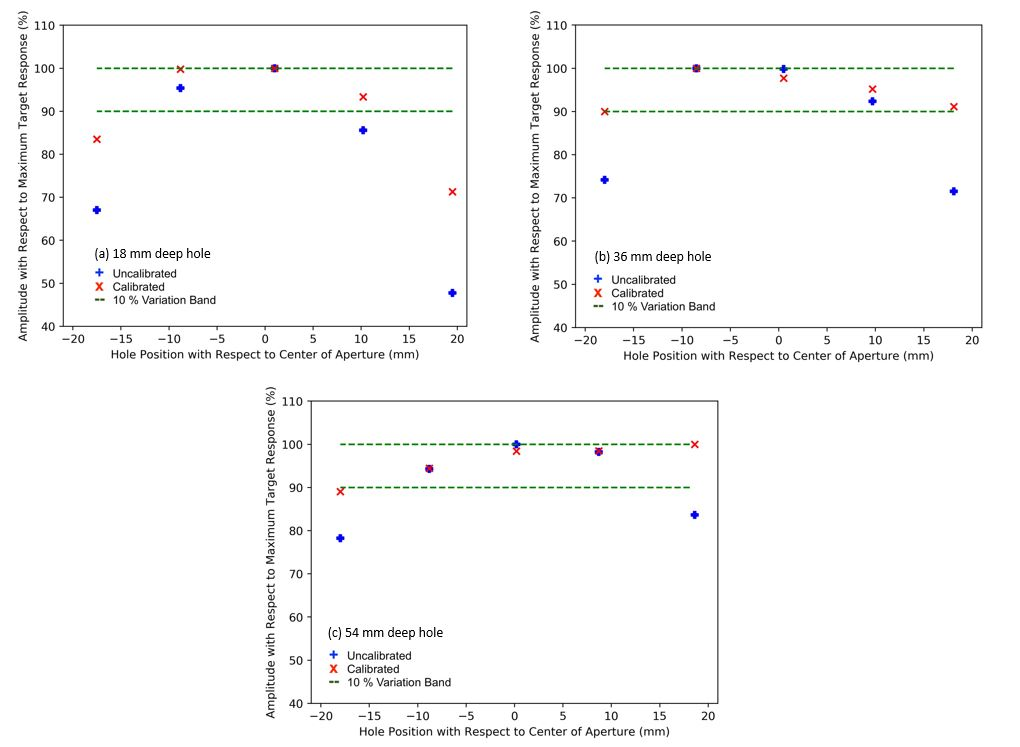 Amplitude with Respect to Maximum Target Response (%)
110
100
90
80
70
60
50
40
(a) 18 mm deep hole
Uncalibrated
Calibrated
10 % Variation Band
−20 −15 −10 −5 0 5 10 15 20
Hole Position with Respect to Center of Aperture (mm)
Amplitude with Respect to Maximum Target Response (%)
110
100
90
80
70
60
50
40
(b) 36 mm deep hole
Uncalibrated
Calibrated
10 % Variation Band
−20 −15 −10 −5 0 5 10 15 20
Hole Position with Respect to Center of Aperture (mm)
Amplitude with Respect to Maximum Target Response (%)
110
100
90
80
70
60
50
40
(c) 54 mm deep hole
Uncalibrated
Calibrated
10 % Variation Band
−20 −15 −10 −5 0 5 10 15 20
Hole Position with Respect to Center of Aperture (mm)